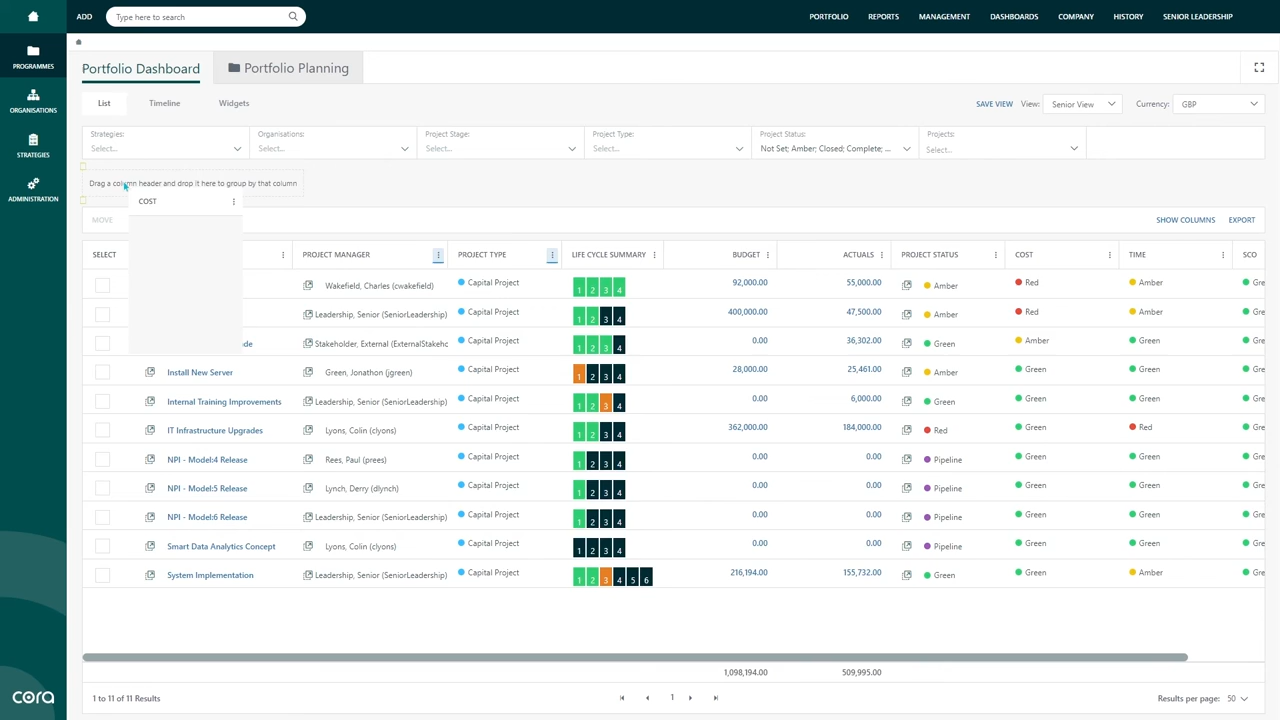 ADD
Type here to search
PORTFOLIO REPORTS MANAGEMENT DASHBOARDS COMPANY HISTORY SENIOR LEADERSHIP
PROGRAMMES
ORGANISATIONS
STRATEGIES
ADMINISTRATION
cora
Portfolio Dashboard Portfolio Planning
List Timeline Widgets
SAVE VIEW View: Senior View Currency: GBP
Strategies: Organisations: Project Stage: Project Type: Project Status: Projects:
Select... Select... Select... Select... Not Set; Amber; Closed; Complete; ... Select...
Drag a column header and drop it here to group by that column
COST
MOVE SHOW COLUMNS EXPORT
SELECT PROJECT MANAGER PROJECT TYPE LIFE CYCLE SUMMARY BUDGET ACTUALS PROJECT STATUS COST TIME SCO
Wakefield, Charles (cwakefield) Capital Project 1 2 3 4 92,000.00 55,000.00 Amber Red Amber Gre
Leadership, Senior (SeniorLeadership) Capital Project 1 2 3 4 400,000.00 47,500.00 Amber Red Amber Gre
de Stakeholder, External (ExternalStakeho Capital Project 1 2 3 4 0.00 36,302.00 Green Amber Green Gre
Install New Server Green, Jonathon (jgreen) Capital Project 1 2 3 4 28,000.00 25,461.00 Amber Green Green Gre
Internal Training Improvements Leadership, Senior (SeniorLeadership) Capital Project 1 2 3 4 0.00 6,000.00 Green Green Green Gre
IT Infrastructure Upgrades Lyons, Colin (clyons) Capital Project 1 2 3 4 362,000.00 184,000.00 Red Green Red Gre
NPI - Model:4 Release Rees, Paul (prees) Capital Project 1 2 3 4 0.00 0.00 Pipeline Green Green Gre
NPI - Model:5 Release Lynch, Derry (dlynch) Capital Project 1 2 3 4 0.00 0.00 Pipeline Green Green Gre
NPI - Model:6 Release Leadership, Senior (SeniorLeadership) Capital Project 1 2 3 4 0.00 0.00 Pipeline Green Green Gre
Smart Data Analytics Concept Lyons, Colin (clyons) Capital Project 1 2 3 4 0.00 0.00 Pipeline Green Green Gre
System Implementation Leadership, Senior (SeniorLeadership) Capital Project 1 2 3 4 5 6 216,194.00 155,732.00 Green Green Amber Gre
1,098,194.00 509,995.00
1 to 11 of 11 Results 1 Results per page: 50